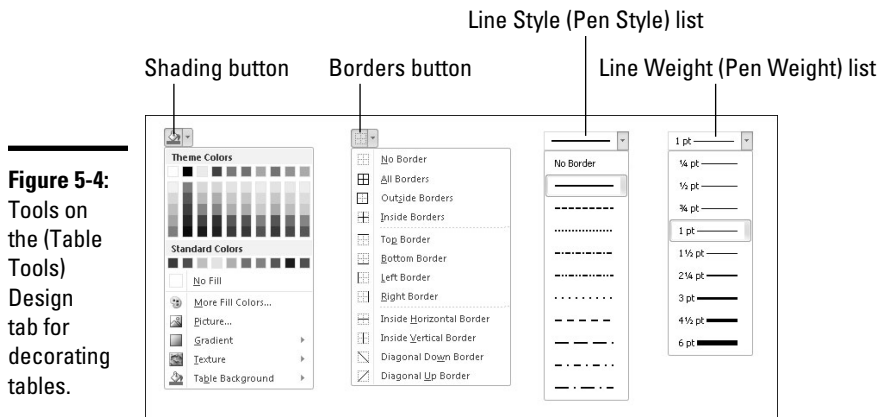 Line Style (Pen Style) list
Shading button
Borders button
Line Weight (Pen Weight) list
Figure 5-4:
Tools on
the (Table
Tools)
Design
tab for
decorating
tables.
Theme Colors
Standard Colors
No Fill
More Fill Colors...
Picture...
Gradient
Texture
Table Background
No Border
All Borders
Outside Borders
Inside Borders
Top Border
Bottom Border
Left Border
Right Border
Inside Horizontal Border
Inside Vertical Border
Diagonal Down Border
Diagonal Up Border
No Border
1 pt
¼ pt
½ pt
¾ pt
1 pt
1½ pt
2¼ pt
3 pt
4½ pt
6 pt